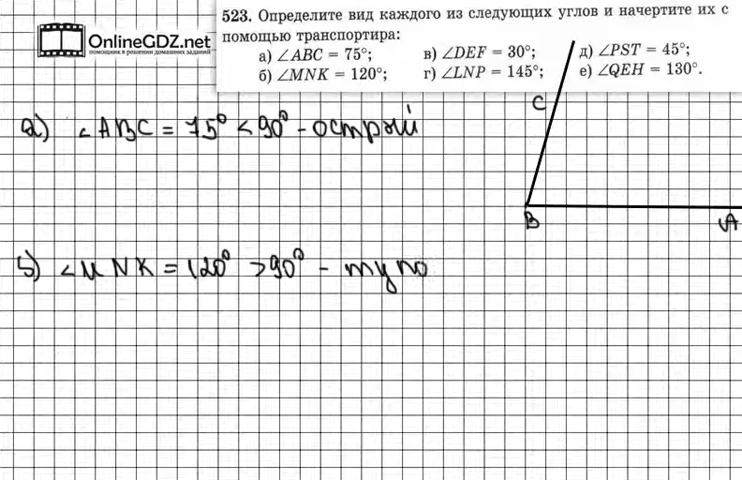 OnlineGDZ.net
помощник в решении домашних заданий
523. Определите вид каждого из следующих углов и начертите их с
помощью транспортира:
а) ∠ABC = 75°; в) ∠DEF = 30°; д) ∠PST = 45°;
б) ∠MNK = 120°; г) ∠LNP = 145°; е) ∠QEH = 130°.
C
а) ∠ABC = 75° < 90° - острый
B A
б) ∠MNK = 120° > 90° - тупо